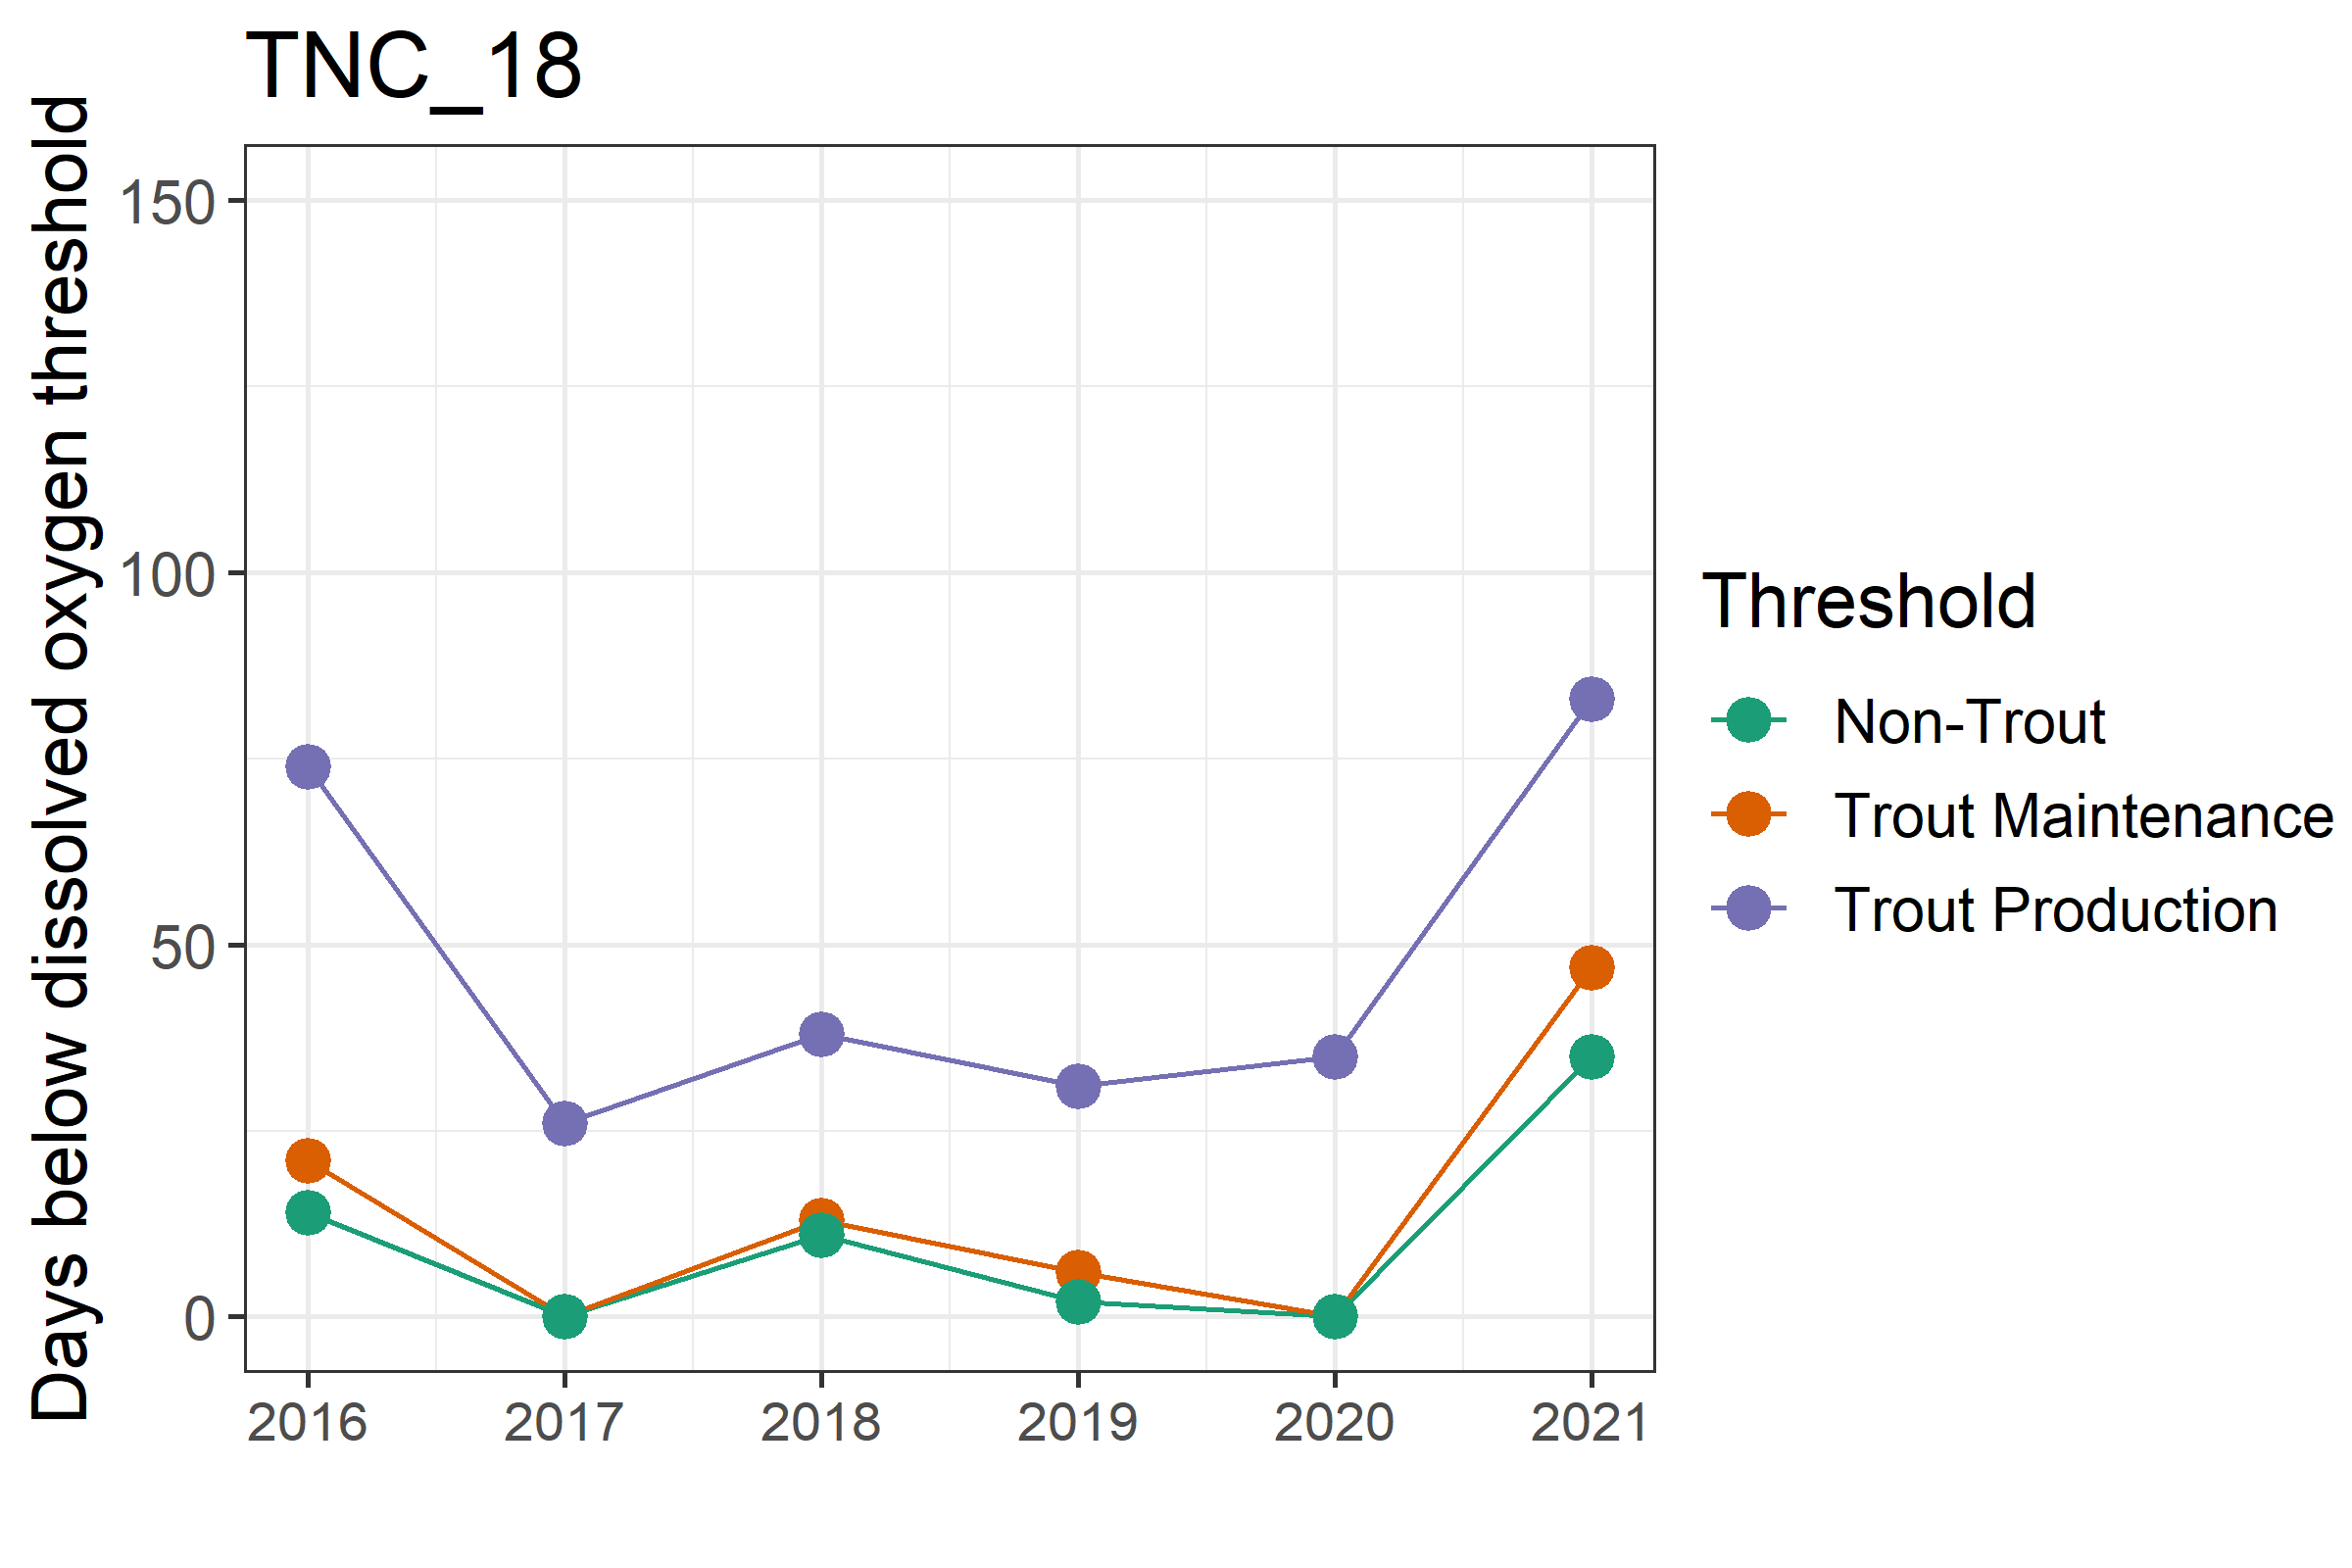 TNC_18
Days below dissolved oxygen threshold
150
100
50
0
2016 2017 2018 2019 2020 2021
Threshold
Non-Trout
Trout Maintenance
Trout Production